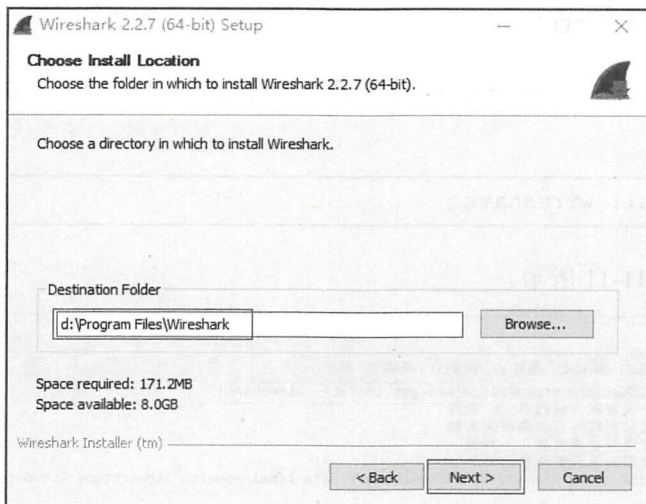 Wireshark 2.2.7 (64-bit) Setup
Choose Install Location
Choose the folder in which to install Wireshark 2.2.7 (64-bit).
Choose a directory in which to install Wireshark.
Destination Folder
d:\Program Files\Wireshark
Browse...
Space required: 171.2MB
Space available: 8.0GB
Wireshark Installer (tm)
< Back
Next >
Cancel